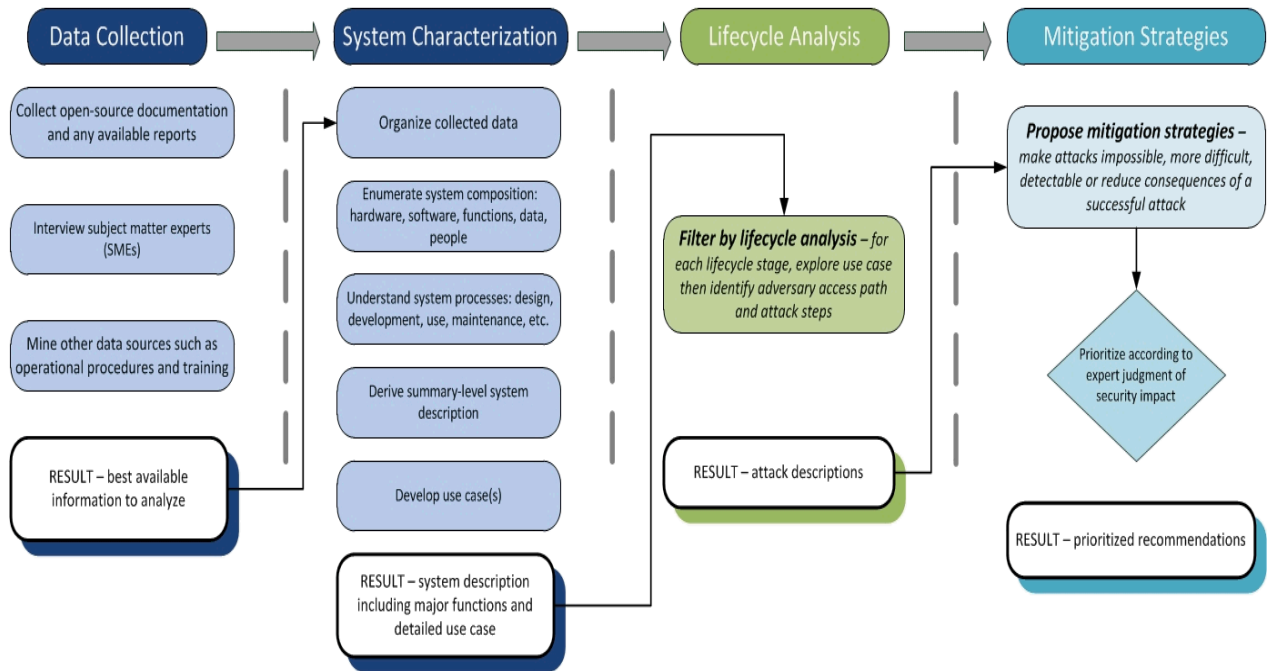 Data Collection
System Characterization
Lifecycle Analysis
Mitigation Strategies
Collect open-source documentation
and any available reports
Interview subject matter experts
(SMEs)
Mine other data sources such as
operational procedures and training
RESULT – best available
information to analyze
Organize collected data
Enumerate system composition:
hardware, software, functions, data,
people
Understand system processes: design,
development, use, maintenance, etc.
Derive summary-level system
description
Develop use case(s)
RESULT – system description
including major functions and
detailed use case
Filter by lifecycle analysis – for
each lifecycle stage, explore use case
then identify adversary access path
and attack steps
RESULT – attack descriptions
Propose mitigation strategies –
make attacks impossible, more difficult,
detectable or reduce consequences of a
successful attack
Prioritize according to
expert judgment of
security impact
RESULT – prioritized recommendations